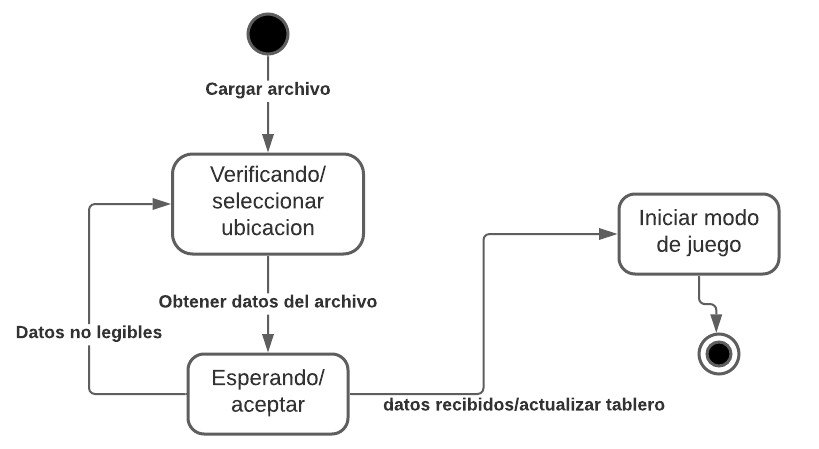 Cargar archivo
Verificando/
seleccionar
ubicacion
Iniciar modo
de juego
Obtener datos del archivo
Datos no legibles
Esperando/
aceptar
datos recibidos/actualizar tablero